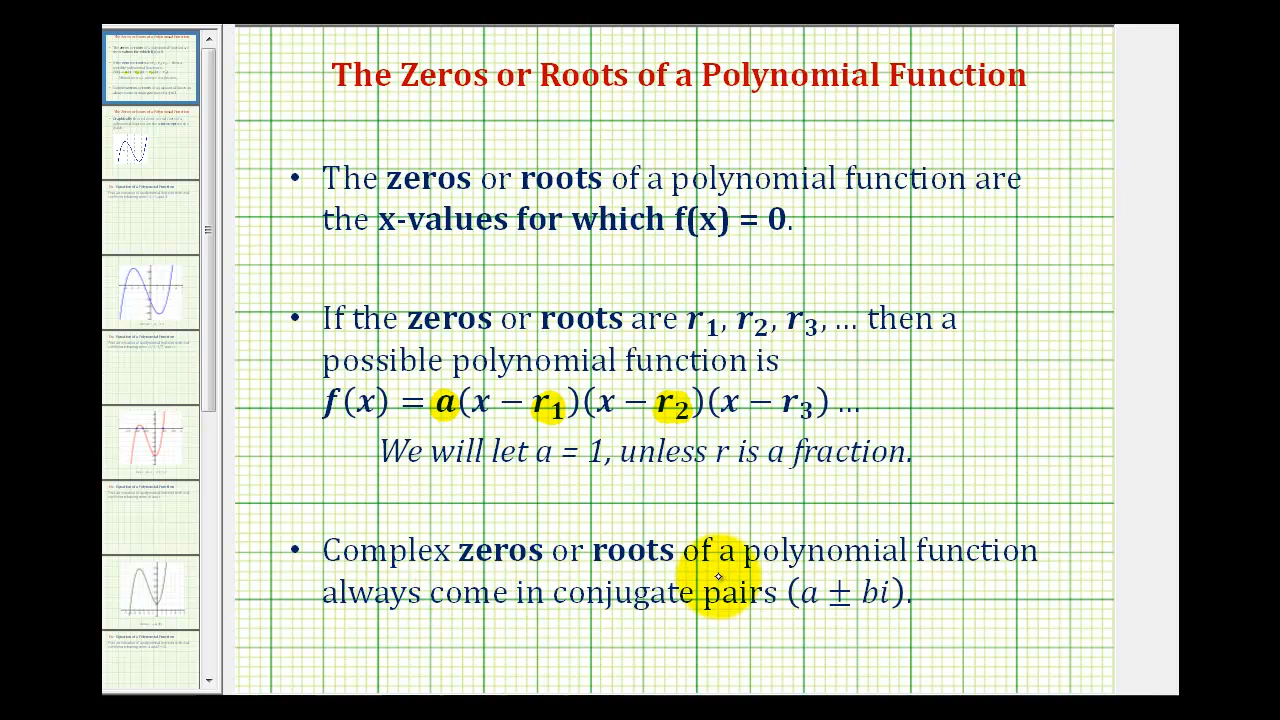 The Zeros or Roots of a Polynomial Function
• The zeros or roots of a polynomial function are
the x-values for which f(x) = 0.
• If the zeros or roots are r₁, r₂, r₃, … then a
possible polynomial function is
f(x) = a(x − r₁)(x − r₂)(x − r₃) …
We will let a = 1, unless r is a fraction.
• Complex zeros or roots of a polynomial function
always come in conjugate pairs (a ± bi).